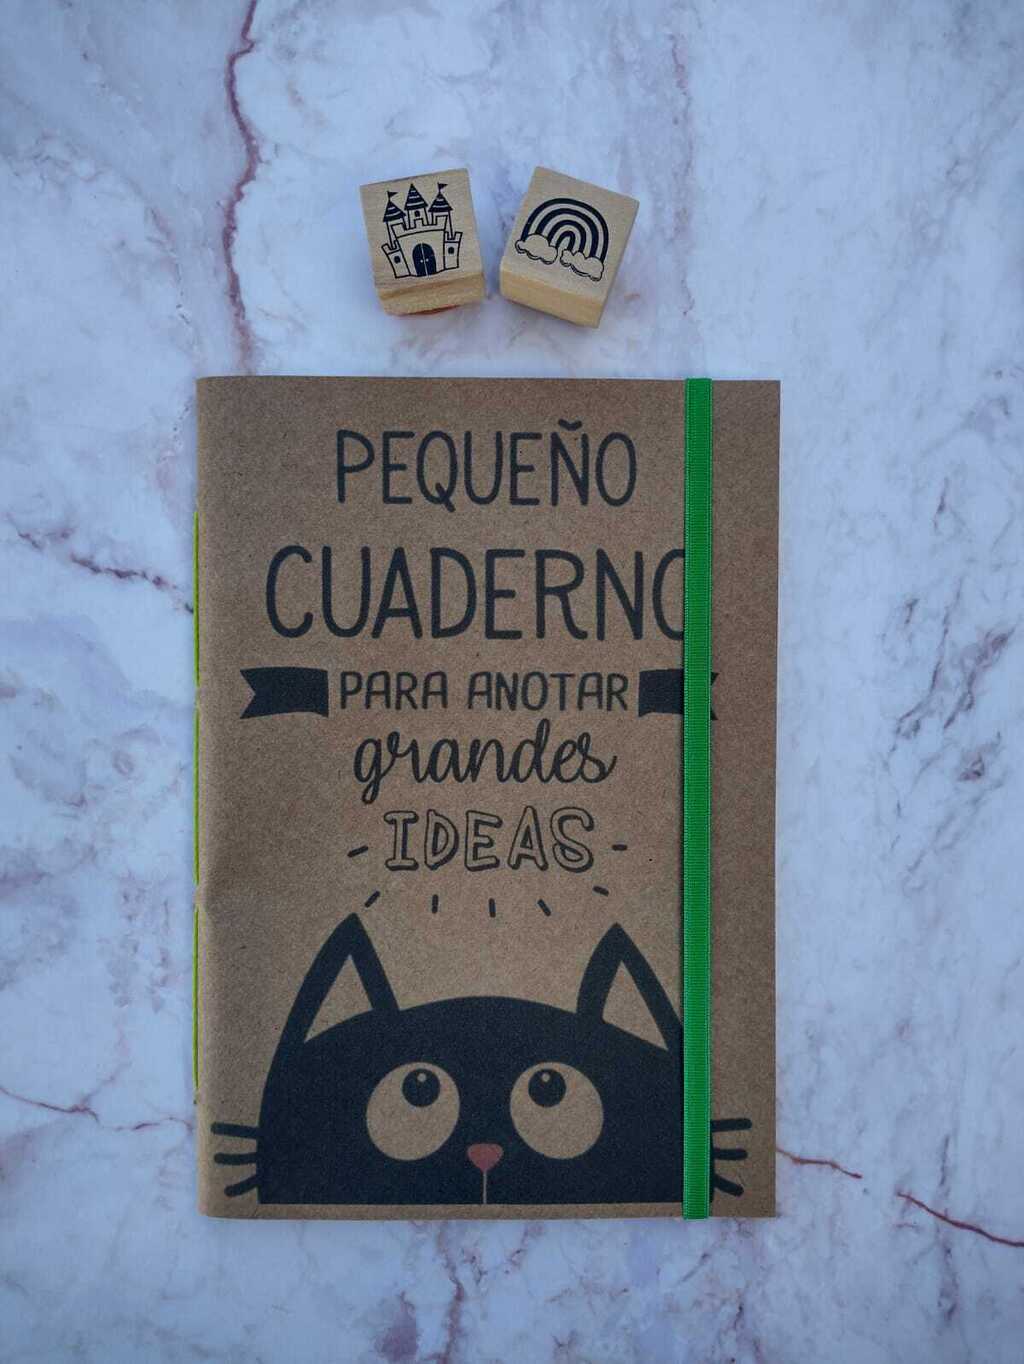 PEQUEÑO
CUADERNO
PARA ANOTAR
grandes
IDEAS